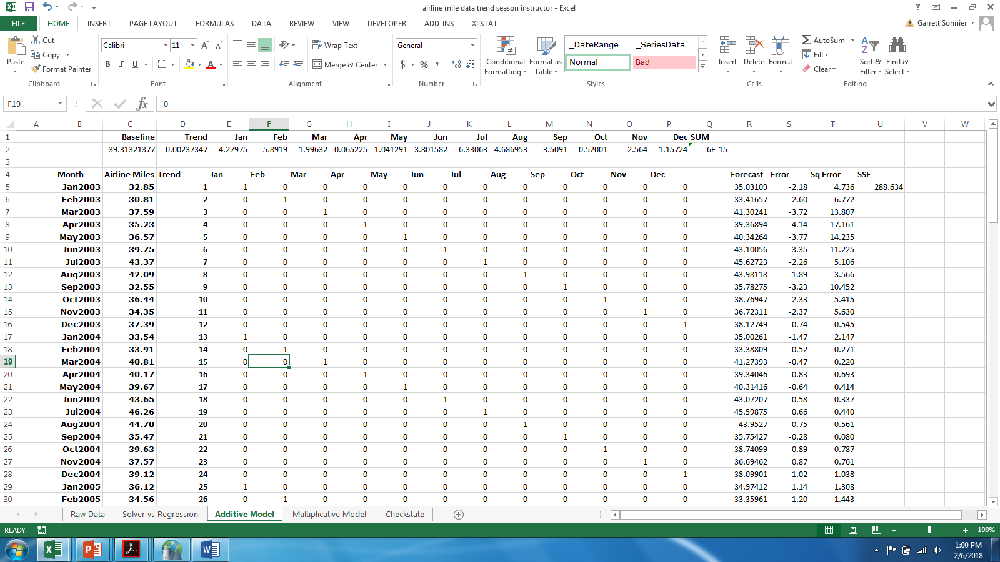 airline mile data trend season instructor - Excel
FILE HOME INSERT PAGE LAYOUT FORMULAS DATA REVIEW VIEW DEVELOPER ADD-INS XLSTAT Garrett Sonnier
Paste Cut Copy Format Painter Calibri 11 Wrap Text Merge & Center General Conditional Formatting Format as Table _DateRange _SeriesData Normal Bad Insert Delete Format AutoSum Fill Clear Sort & Filter Find & Select
Clipboard Font Alignment Number Styles Cells Editing
F19 fx 0
A B C D E F G H I J K L M N O P Q R S T U V W
1 Baseline Trend Jan Feb Mar Apr May Jun Jul Aug Sep Oct Nov Dec SUM
2 39.31321377 -0.00237347 -4.27975 -5.8919 1.99632 0.065225 1.041291 3.801582 6.33063 4.686953 -3.5091 -0.52001 -2.564 -1.15724 -6E-15
3
4 Month Airline Miles Trend Jan Feb Mar Apr May Jun Jul Aug Sep Oct Nov Dec Forecast Error Sq Error SSE
5 Jan2003 32.85 1 1 0 0 0 0 0 0 0 0 0 0 0 35.03109 -2.18 4.736 288.634
6 Feb2003 30.81 2 0 1 0 0 0 0 0 0 0 0 0 0 33.41657 -2.60 6.772
7 Mar2003 37.59 3 0 0 1 0 0 0 0 0 0 0 0 0 41.30241 -3.72 13.807
8 Apr2003 35.23 4 0 0 0 1 0 0 0 0 0 0 0 0 39.36894 -4.14 17.161
9 May2003 36.57 5 0 0 0 0 1 0 0 0 0 0 0 0 40.34264 -3.77 14.235
10 Jun2003 39.75 6 0 0 0 0 0 1 0 0 0 0 0 0 43.10056 -3.35 11.225
11 Jul2003 43.37 7 0 0 0 0 0 0 1 0 0 0 0 0 45.62723 -2.26 5.106
12 Aug2003 42.09 8 0 0 0 0 0 0 0 1 0 0 0 0 43.98118 -1.89 3.566
13 Sep2003 32.55 9 0 0 0 0 0 0 0 0 1 0 0 0 35.78275 -3.23 10.452
14 Oct2003 36.44 10 0 0 0 0 0 0 0 0 0 1 0 0 38.76947 -2.33 5.415
15 Nov2003 34.35 11 0 0 0 0 0 0 0 0 0 0 1 0 36.72311 -2.37 5.630
16 Dec2003 37.39 12 0 0 0 0 0 0 0 0 0 0 0 1 38.12749 -0.74 0.545
17 Jan2004 33.54 13 1 0 0 0 0 0 0 0 0 0 0 0 35.00261 -1.47 2.147
18 Feb2004 33.91 14 0 1 0 0 0 0 0 0 0 0 0 0 33.38809 0.52 0.271
19 Mar2004 40.81 15 0 0 1 0 0 0 0 0 0 0 0 0 41.27393 -0.47 0.220
20 Apr2004 40.17 16 0 0 0 1 0 0 0 0 0 0 0 0 39.34046 0.83 0.693
21 May2004 39.67 17 0 0 0 0 1 0 0 0 0 0 0 0 40.31416 -0.64 0.414
22 Jun2004 43.65 18 0 0 0 0 0 1 0 0 0 0 0 0 43.07207 0.58 0.337
23 Jul2004 46.26 19 0 0 0 0 0 0 1 0 0 0 0 0 45.59875 0.66 0.440
24 Aug2004 44.70 20 0 0 0 0 0 0 0 1 0 0 0 0 43.9527 0.75 0.561
25 Sep2004 35.47 21 0 0 0 0 0 0 0 0 1 0 0 0 35.75427 -0.28 0.080
26 Oct2004 39.63 22 0 0 0 0 0 0 0 0 0 1 0 0 38.74099 0.89 0.787
27 Nov2004 37.57 23 0 0 0 0 0 0 0 0 0 0 1 0 36.69462 0.87 0.761
28 Dec2004 39.12 24 0 0 0 0 0 0 0 0 0 0 0 1 38.09901 1.02 1.038
29 Jan2005 36.12 25 1 0 0 0 0 0 0 0 0 0 0 0 34.97412 1.14 1.308
30 Feb2005 34.56 26 0 1 0 0 0 0 0 0 0 0 0 0 33.35961 1.20 1.443
Raw Data Solver vs Regression Additive Model Multiplicative Model Checkstate
READY 100%
1:00 PM
2/6/2018